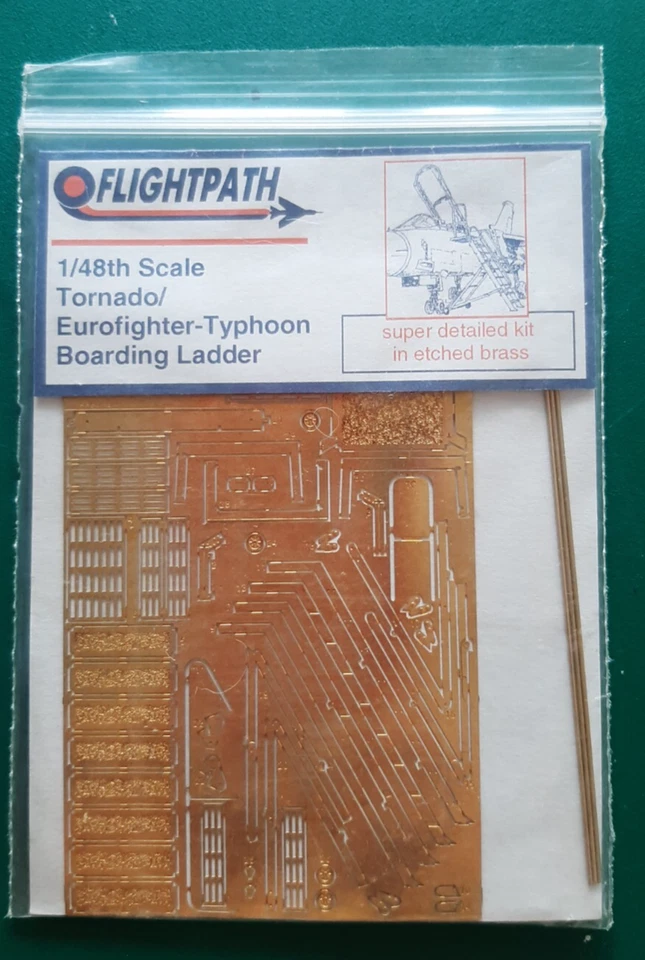 FLIGHTPATH
1/48th Scale
Tornado/
Eurofighter-Typhoon
Boarding Ladder
super detailed kit
in etched brass